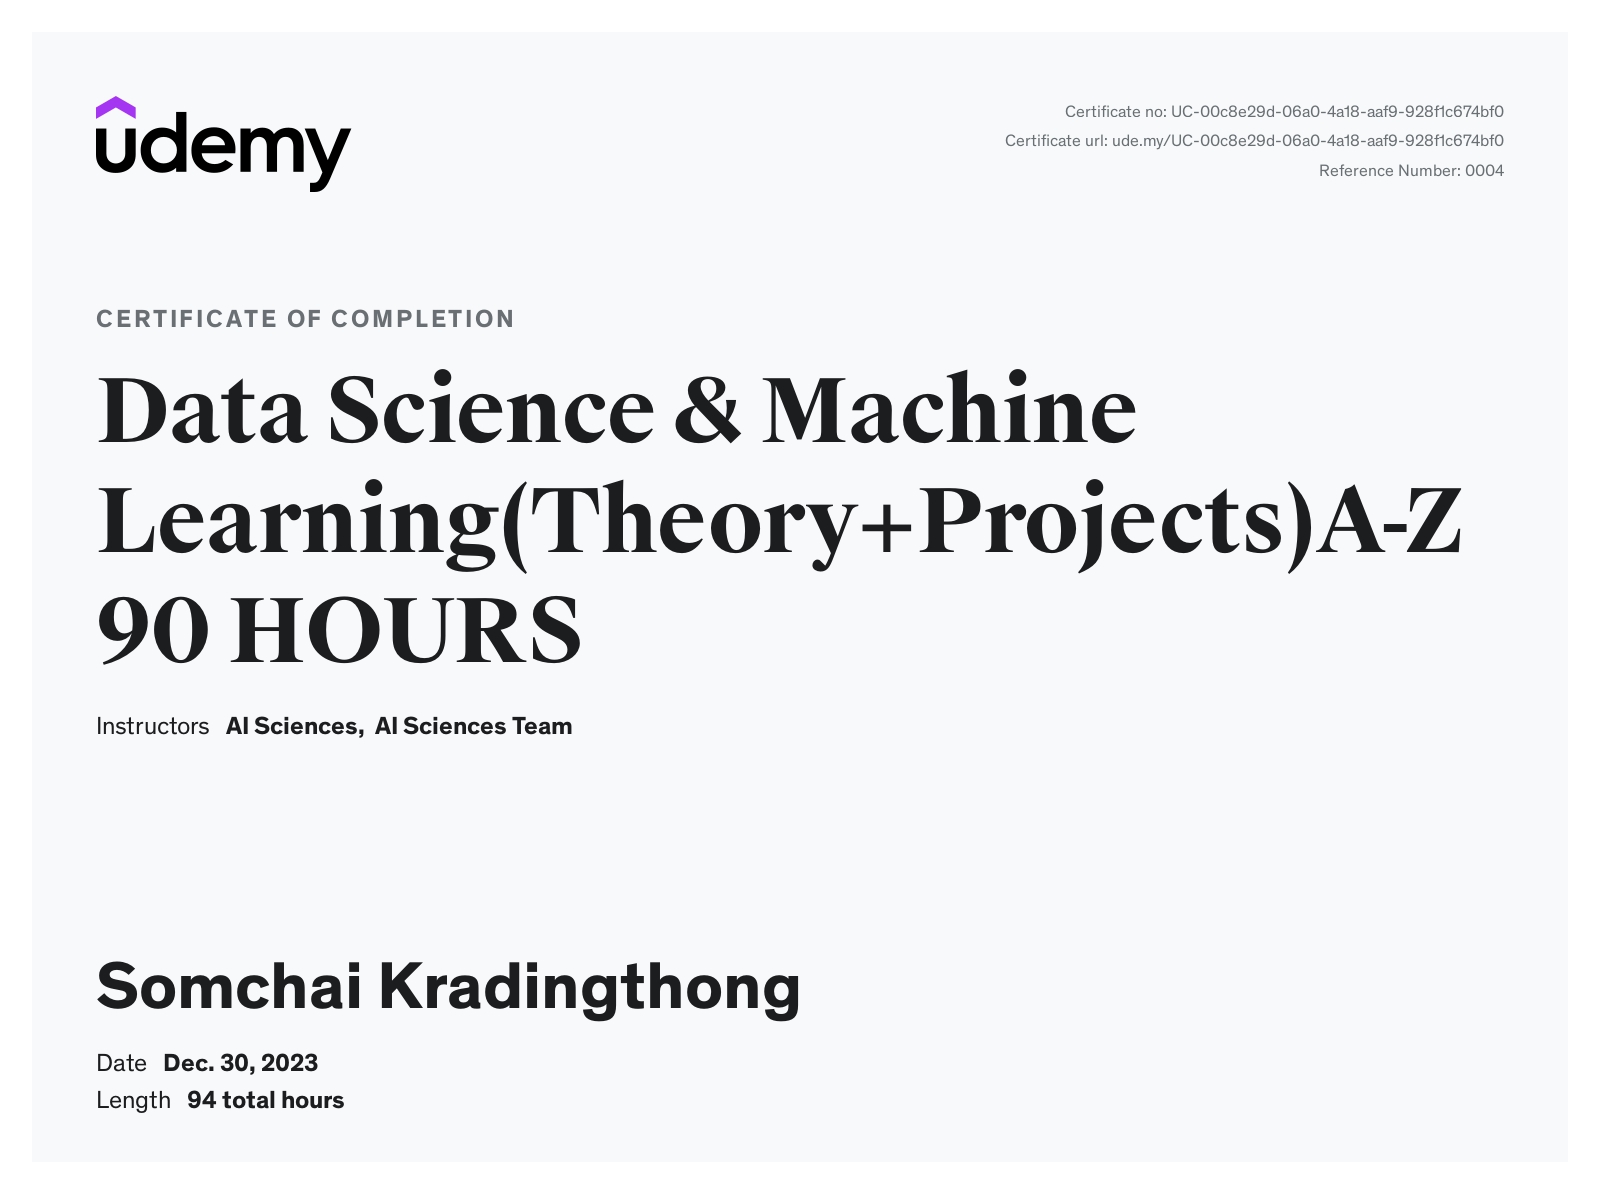 udemy
Certificate no: UC-00c8e29d-06a0-4a18-aaf9-928f1c674bf0
Certificate url: ude.my/UC-00c8e29d-06a0-4a18-aaf9-928f1c674bf0
Reference Number: 0004
CERTIFICATE OF COMPLETION
Data Science & Machine
Learning(Theory+Projects)A-Z
90 HOURS
Instructors AI Sciences, AI Sciences Team
Somchai Kradingthong
Date Dec. 30, 2023
Length 94 total hours